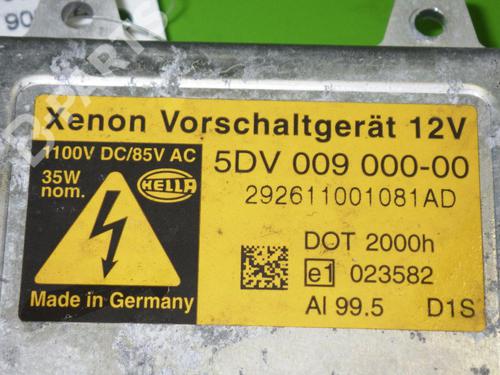 90
Xenon Vorschaltgerät 12V
1100V DC/85V AC
35W
nom.
HELLA
5DV 009 000-00
292611001081AD
DOT 2000h
e1 023582
Made in Germany
Al 99.5 D1S